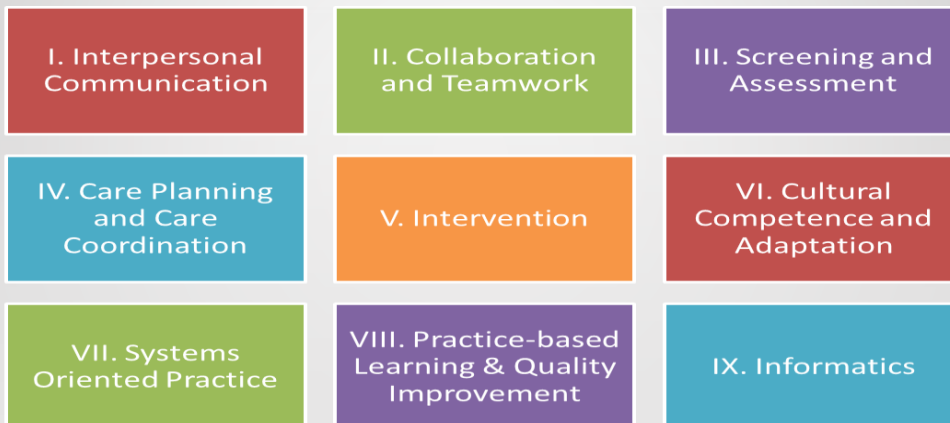 I. Interpersonal
Communication
II. Collaboration
and Teamwork
III. Screening and
Assessment
IV. Care Planning
and Care
Coordination
V. Intervention
VI. Cultural
Competence and
Adaptation
VII. Systems
Oriented Practice
VIII. Practice-based
Learning & Quality
Improvement
IX. Informatics